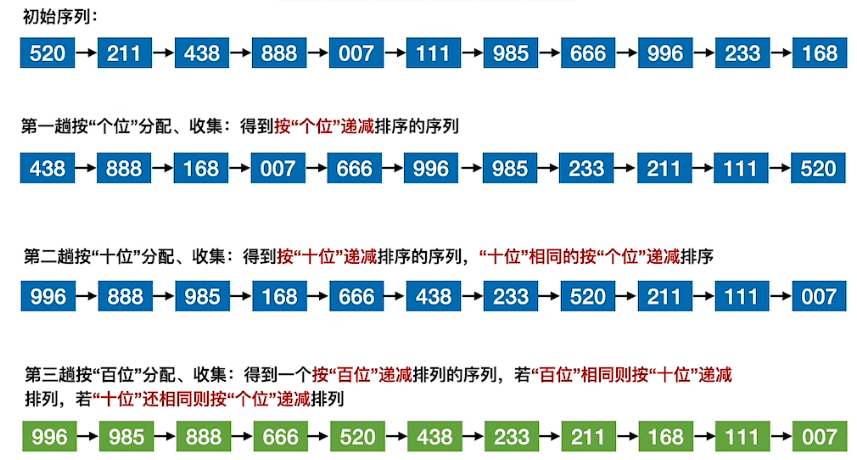 初始序列：
520 211 438 888 007 111 985 666 996 233 168
第一趟按“个位”分配、收集：得到按“个位”递减排序的序列
438 888 168 007 666 996 985 233 211 111 520
第二趟按“十位”分配、收集：得到按“十位”递减排序的序列，“十位”相同的按“个位”递减排序
996 888 985 168 666 438 233 520 211 111 007
第三趟按“百位”分配、收集：得到一个按“百位”递减排列的序列，若“百位”相同则按“十位”递减
排列，若“十位”还相同则按“个位”递减排列
996 985 888 666 520 438 233 211 168 111 007